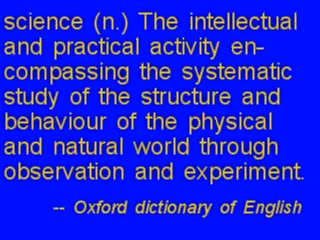 science (n.) The intellectual
and practical activity en-
compassing the systematic
study of the structure and
behaviour of the physical
and natural world through
observation and experiment.
-- Oxford dictionary of English